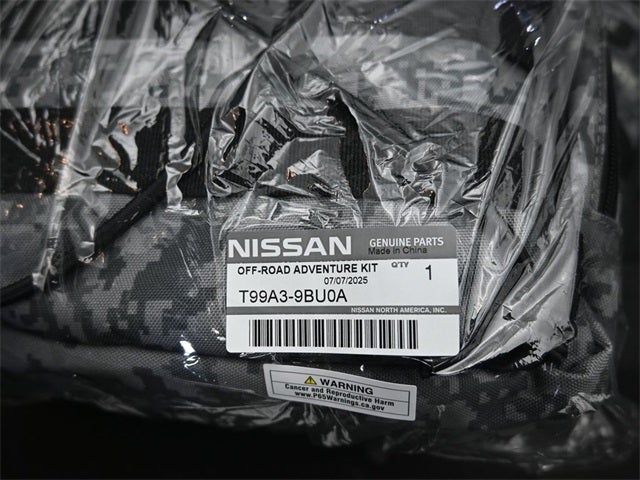 NISSAN GENUINE PARTS
Made in China
OFF-ROAD ADVENTURE KIT QTY 1
07/07/2025
T99A3-9BU0A
NISSAN NORTH AMERICA, INC.
WARNING
Cancer and Reproductive Harm
www.P65Warnings.ca.gov